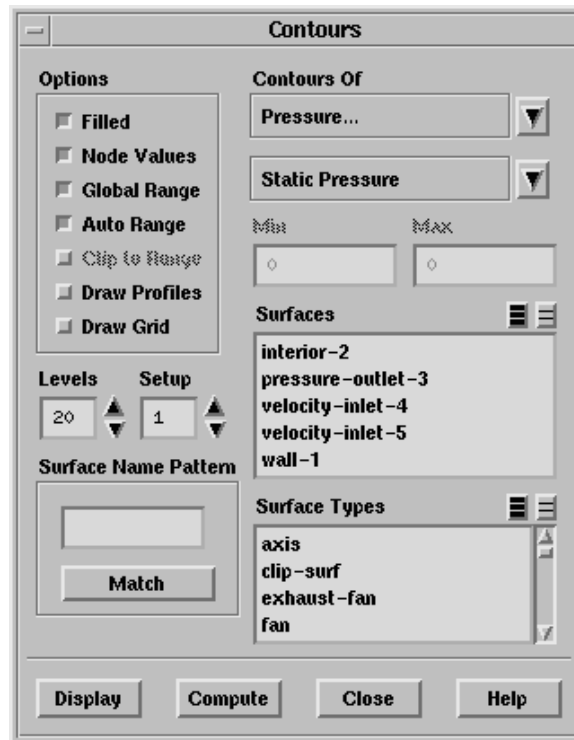 Contours
Options
Filled
Node Values
Global Range
Auto Range
Clip to Range
Draw Profiles
Draw Grid
Levels Setup
20 1
Surface Name Pattern
Match
Contours Of
Pressure...
Static Pressure
Min Max
0 0
Surfaces
interior-2
pressure-outlet-3
velocity-inlet-4
velocity-inlet-5
wall-1
Surface Types
axis
clip-surf
exhaust-fan
fan
Display Compute Close Help